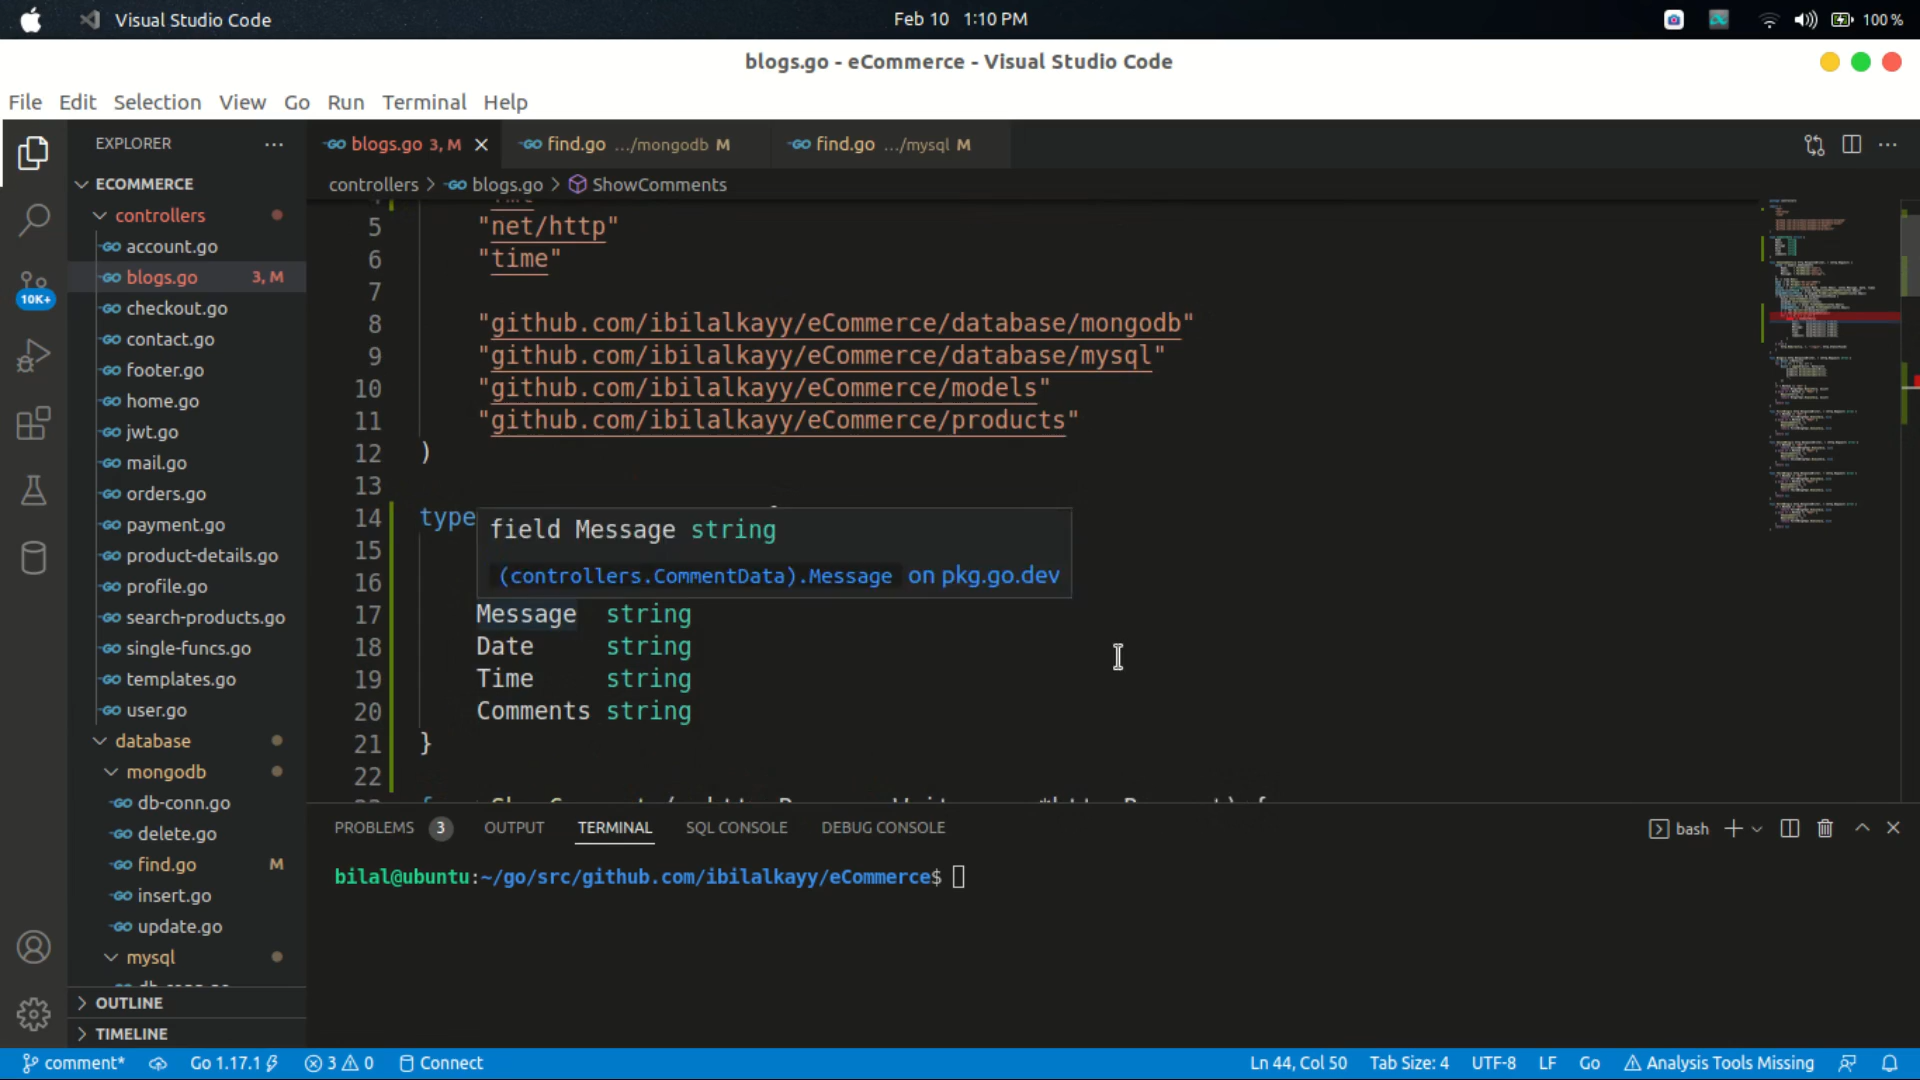 Visual Studio Code
Feb 10 1:10 PM
100 %
blogs.go - eCommerce - Visual Studio Code
File Edit Selection View Go Run Terminal Help
EXPLORER
ECOMMERCE
controllers
account.go
blogs.go 3, M
checkout.go
contact.go
footer.go
home.go
jwt.go
mail.go
orders.go
payment.go
product-details.go
profile.go
search-products.go
single-funcs.go
templates.go
user.go
database
mongodb
db-conn.go
delete.go
find.go M
insert.go
update.go
mysql
OUTLINE
TIMELINE
10K+
blogs.go 3, M
find.go .../mongodb M
find.go .../mysql M
controllers > blogs.go > ShowComments
5 "net/http"
6 "time"
7
8 "github.com/ibilalkayy/eCommerce/database/mongodb"
9 "github.com/ibilalkayy/eCommerce/database/mysql"
10 "github.com/ibilalkayy/eCommerce/models"
11 "github.com/ibilalkayy/eCommerce/products"
12 )
13
14 type
field Message string
15
(controllers.CommentData).Message on pkg.go.dev
16
17 Message string
18 Date string
19 Time string
20 Comments string
21 }
22
PROBLEMS 3 OUTPUT TERMINAL SQL CONSOLE DEBUG CONSOLE
bash
bilal@ubuntu:~/go/src/github.com/ibilalkayy/eCommerce$
comment* Go 1.17.1 3 0 Connect
Ln 44, Col 50 Tab Size: 4 UTF-8 LF Go Analysis Tools Missing